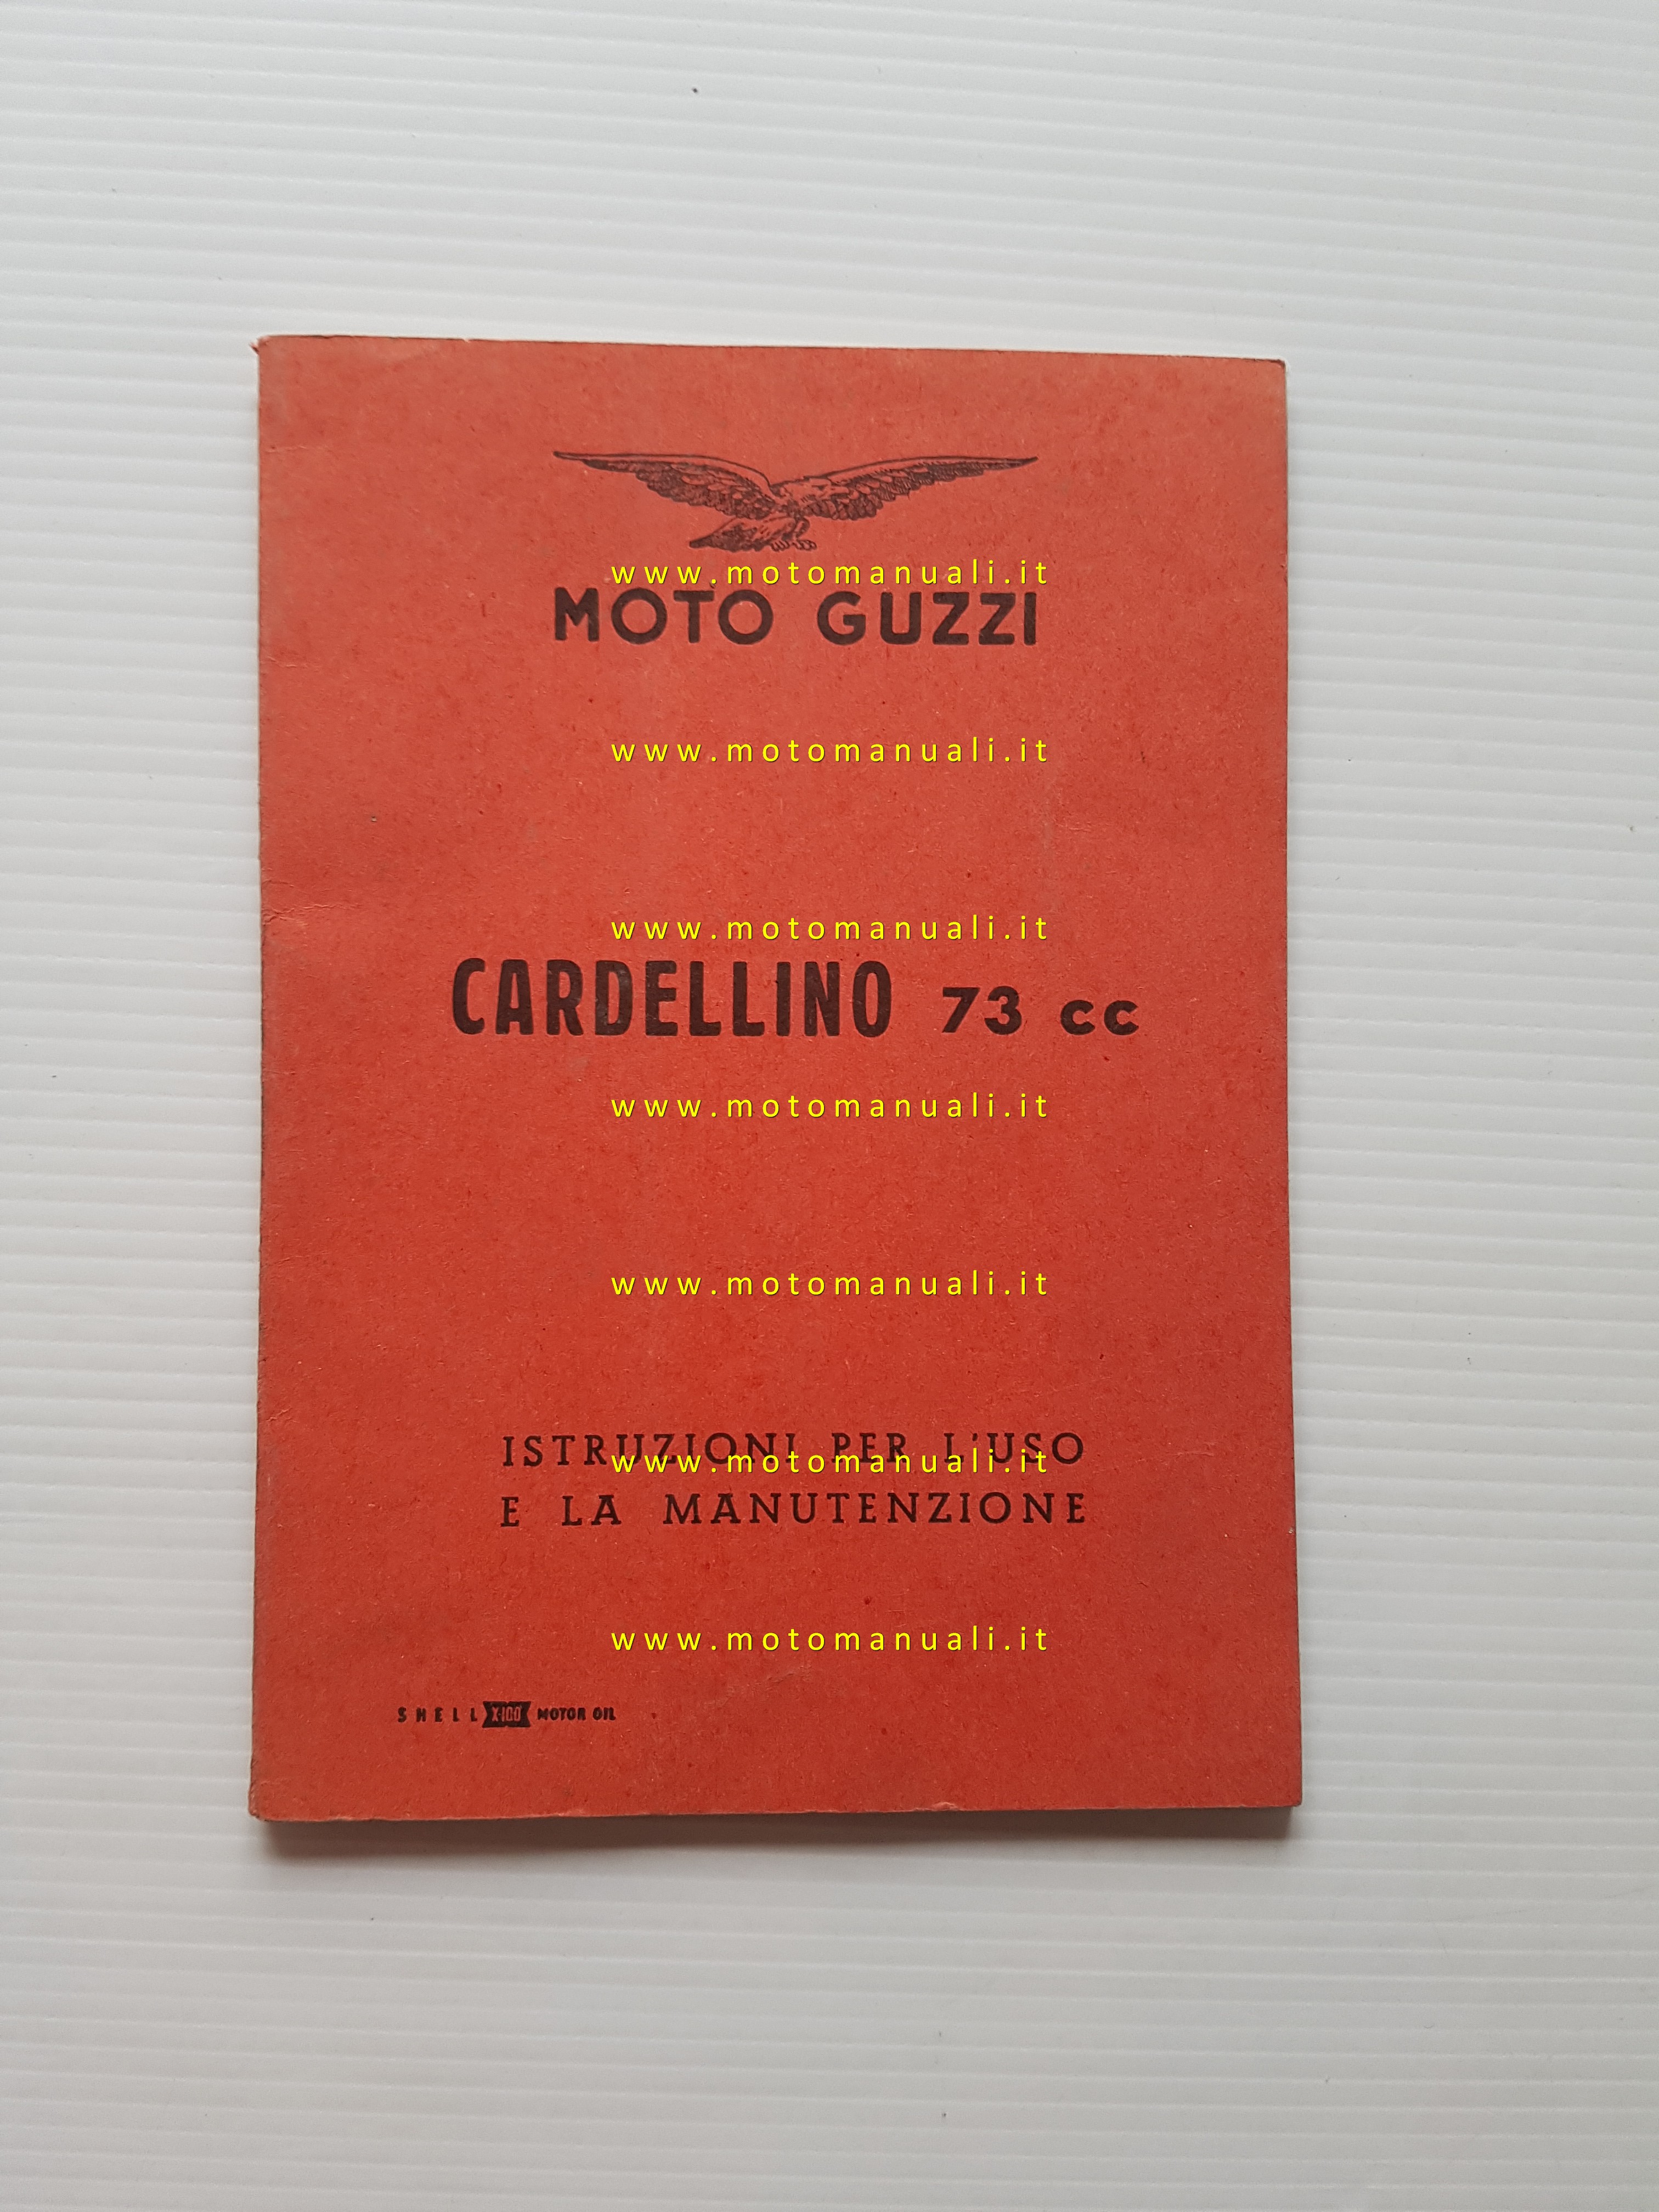 www.motomanuali.it
MOTO GUZZI
www.motomanuali.it
www.motomanuali.it
CARDELLINO 73 cc
www.motomanuali.it
www.motomanuali.it
ISTRUZIONI PER L'USO
www.motomanuali.it
E LA MANUTENZIONE
www.motomanuali.it
SHELL X-100 MOTOR OIL